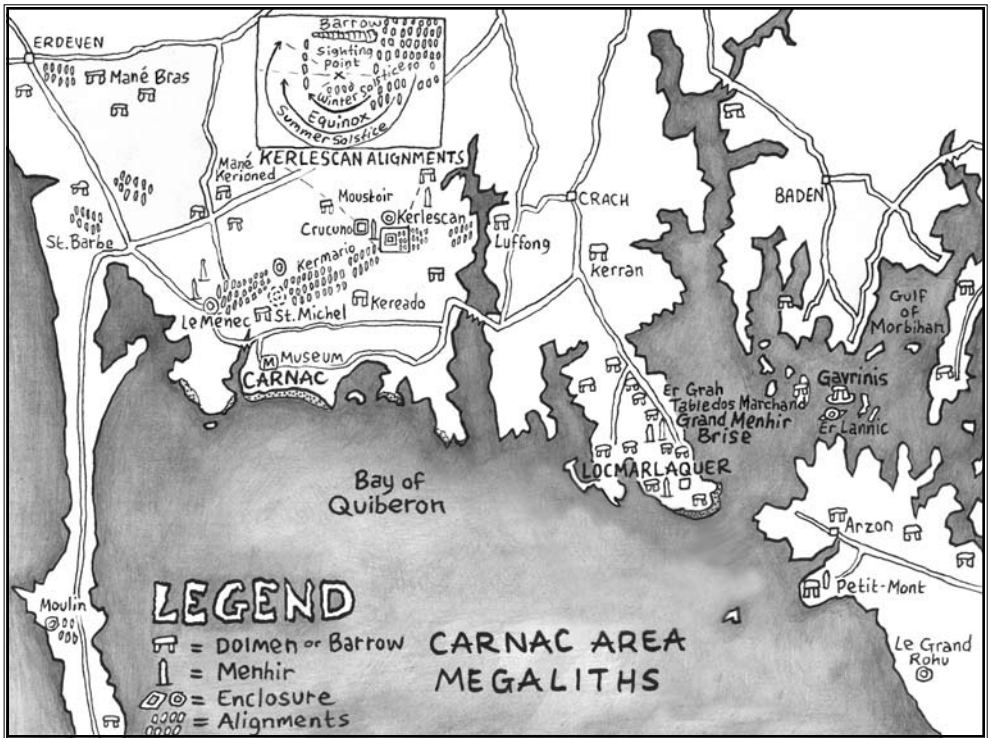 Barrow
Sighting
point
Winter Solstice
Equinox
Summer Solstice
KERLESCAN ALIGNMENTS
ERDEVEN
Mané Bras
Mané
Kerioned
Moustoir
Crucuno
Kerlescan
St. Barbe
Kermario
Le Menec
St. Michel
Kereado
M MUSEUM
CARNAC
Luffong
CRACH
Kerran
BADEN
Gulf
of
Morbihan
Gavrinis
Er Lannic
Er Grah
Table dos Marchand
Grand Menhir
Brise
LOCMARLAQUER
Bay of
Quiberon
Arzon
Petit-Mont
Le Grand
Rohu
Moulin
LEGEND
= Dolmen or Barrow
= Menhir
= Enclosure
= Alignments
CARNAC AREA
MEGALITHS